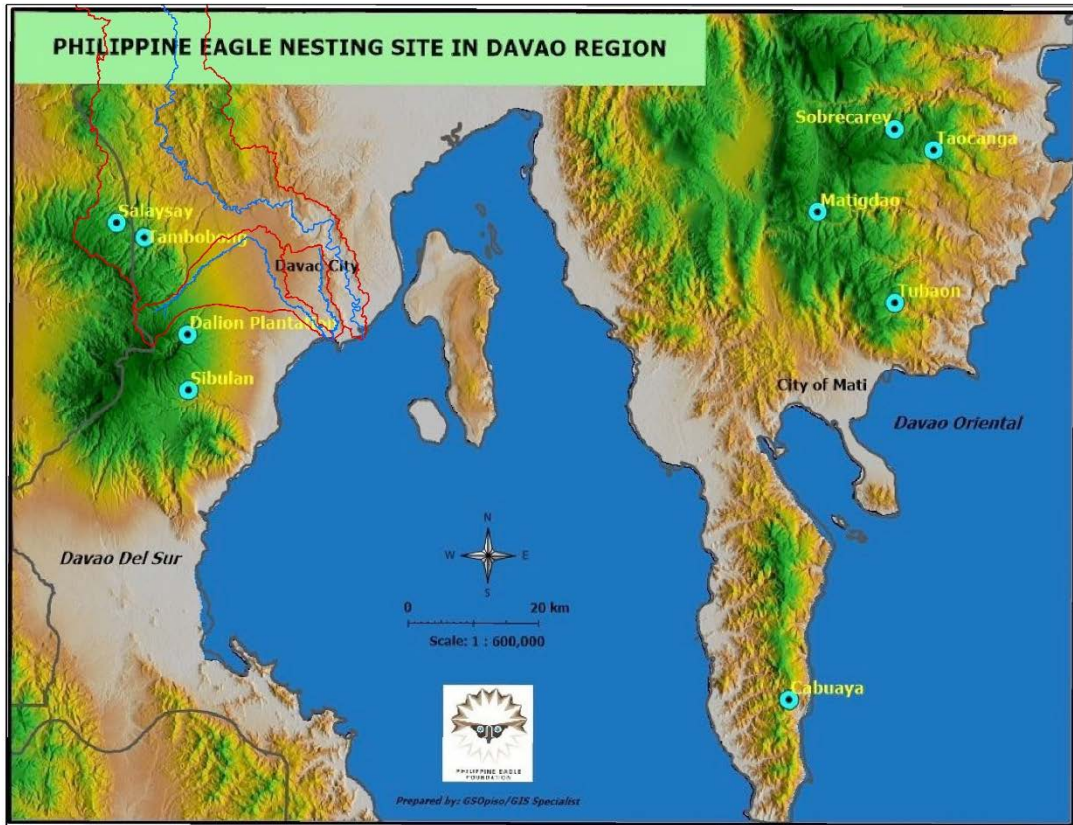 PHILIPPINE EAGLE NESTING SITE IN DAVAO REGION
Sobrecarey
Taocanga
Salaysay
Matigdao
Tambobong
Davao City
Tubaon
Dalion Plantation
Sibulan
City of Mati
Davao Oriental
N
W E
S
Davao Del Sur
0 20 km
Scale: 1 : 600,000
Cabuaya
PHILIPPINE EAGLE
FOUNDATION
Prepared by: GSOpiso/GIS Specialist